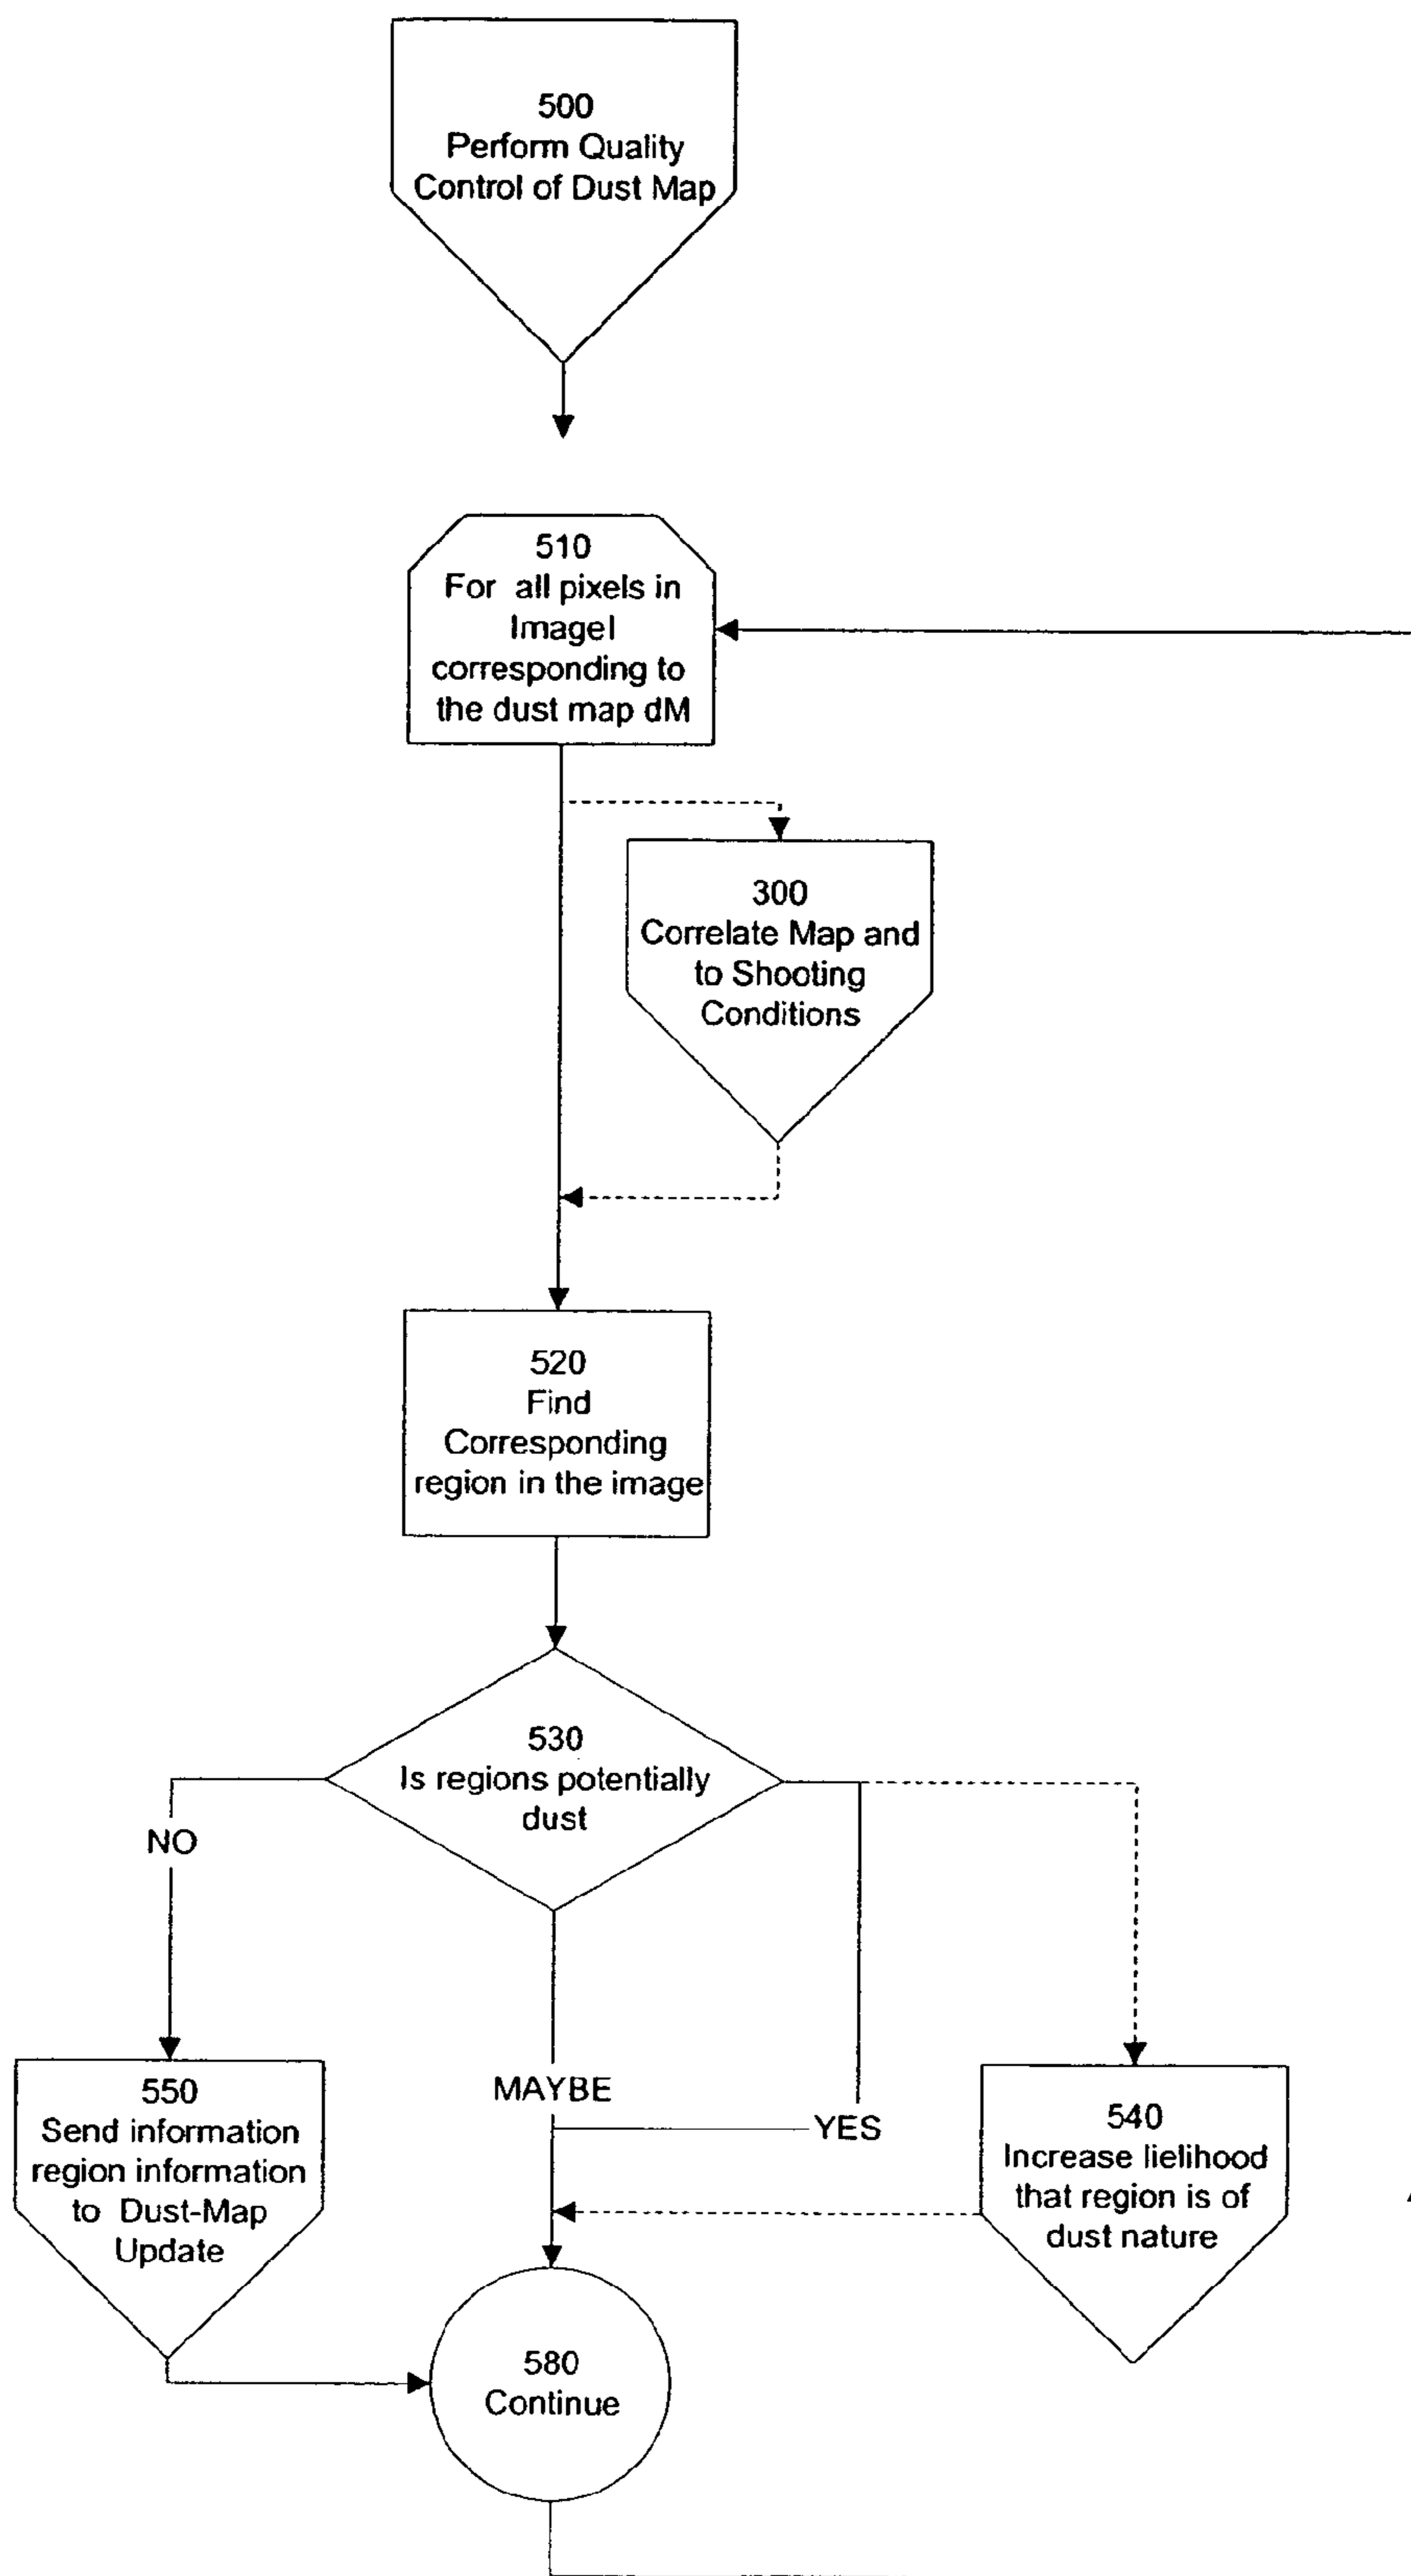 500
Perform Quality
Control of Dust Map
510
For all pixels in
ImageI
corresponding to
the dust map dM
300
Correlate Map and
to Shooting
Conditions
520
Find
Corresponding
region in the image
530
Is regions potentially
dust
NO
MAYBE
YES
550
Send information
region information
to Dust-Map
Update
540
Increase lielihood
that region is of
dust nature
580
Continue